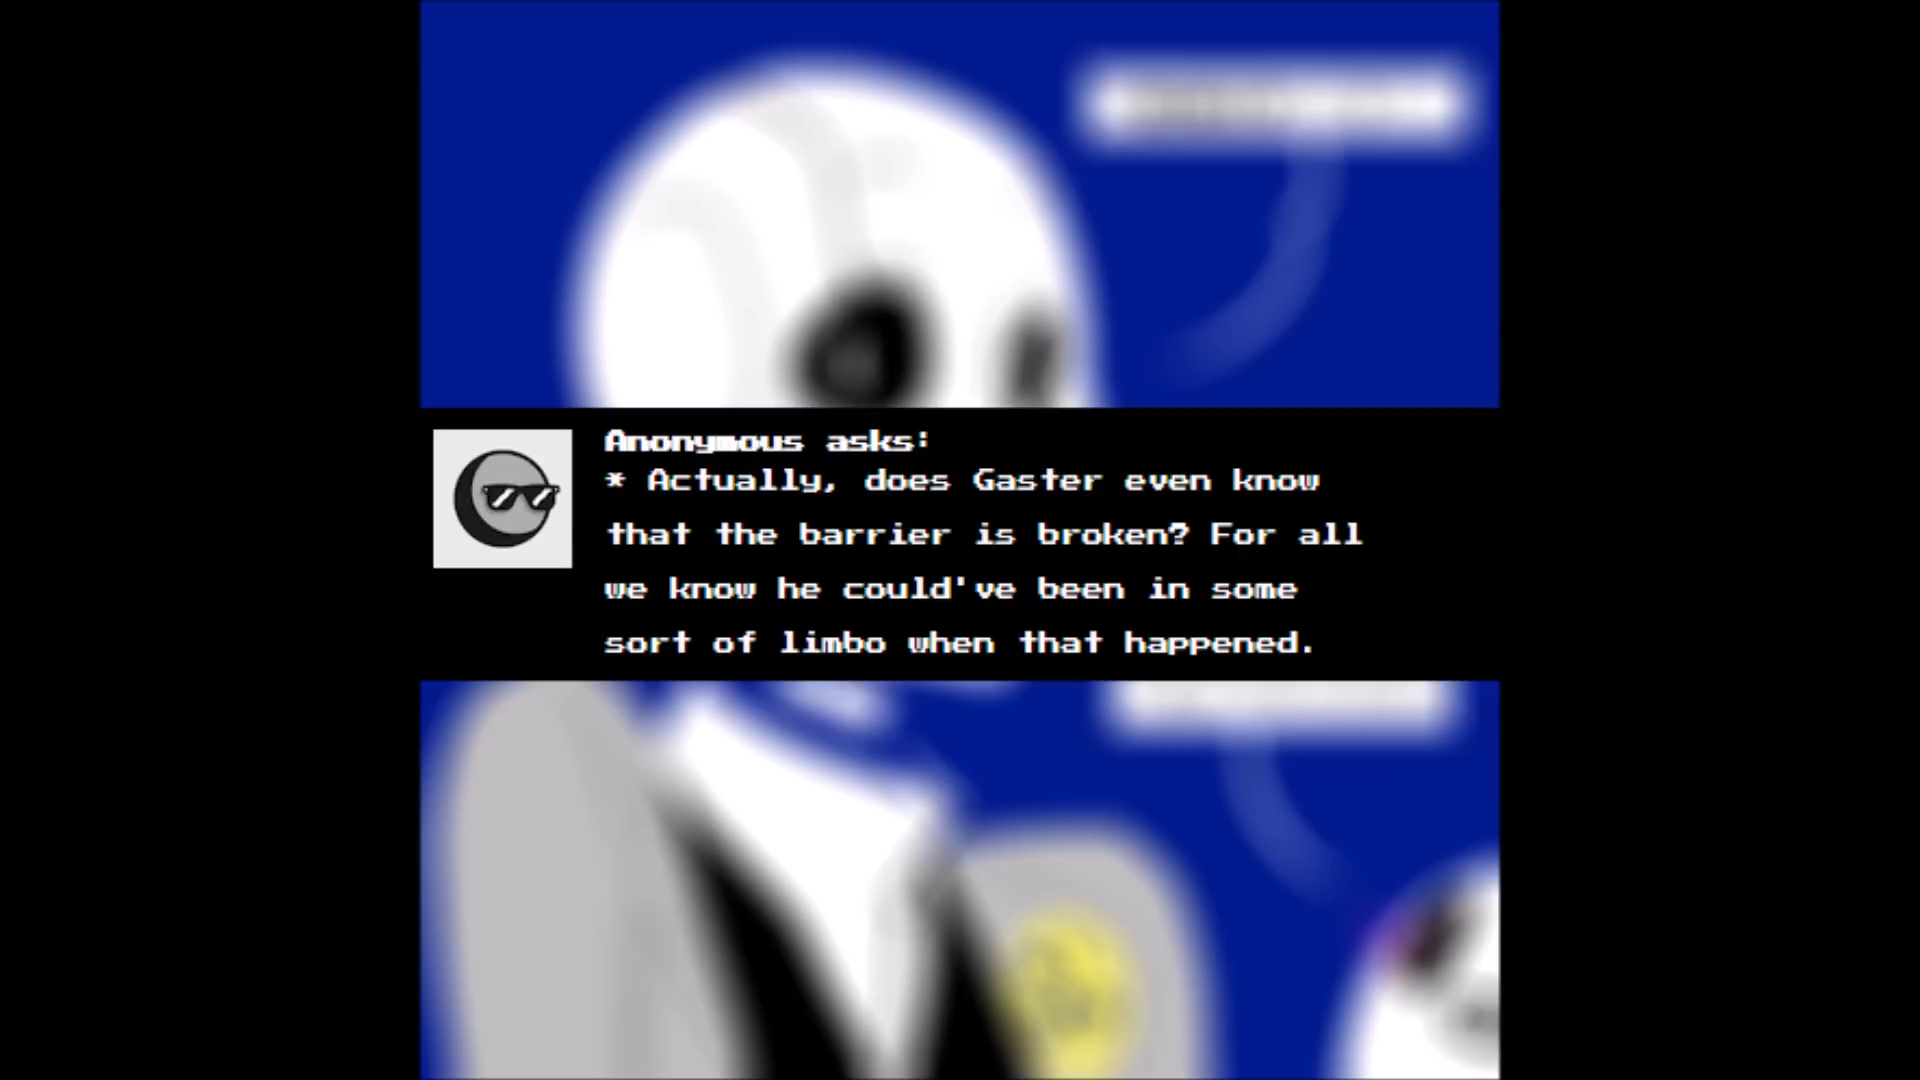 Anonymous asks:
* Actually, does Gaster even know
that the barrier is broken? For all
we know he could've been in some
sort of limbo when that happened.